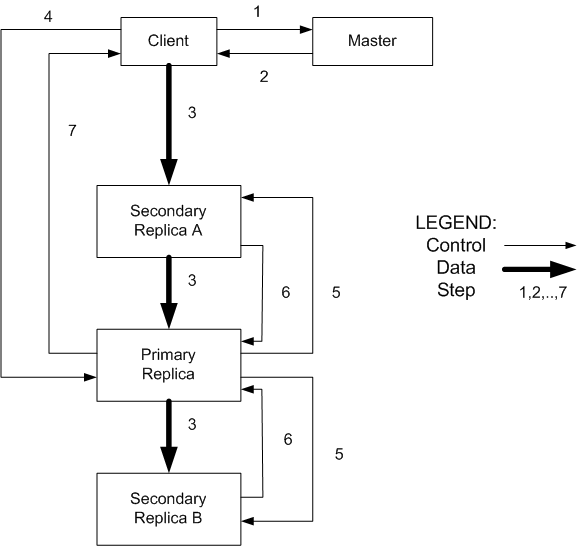 4
1
Client
Master
2
7
3
Secondary
Replica A
LEGEND:
Control
Data
Step 1,2,..,7
3
6
5
Primary
Replica
3
6
5
Secondary
Replica B